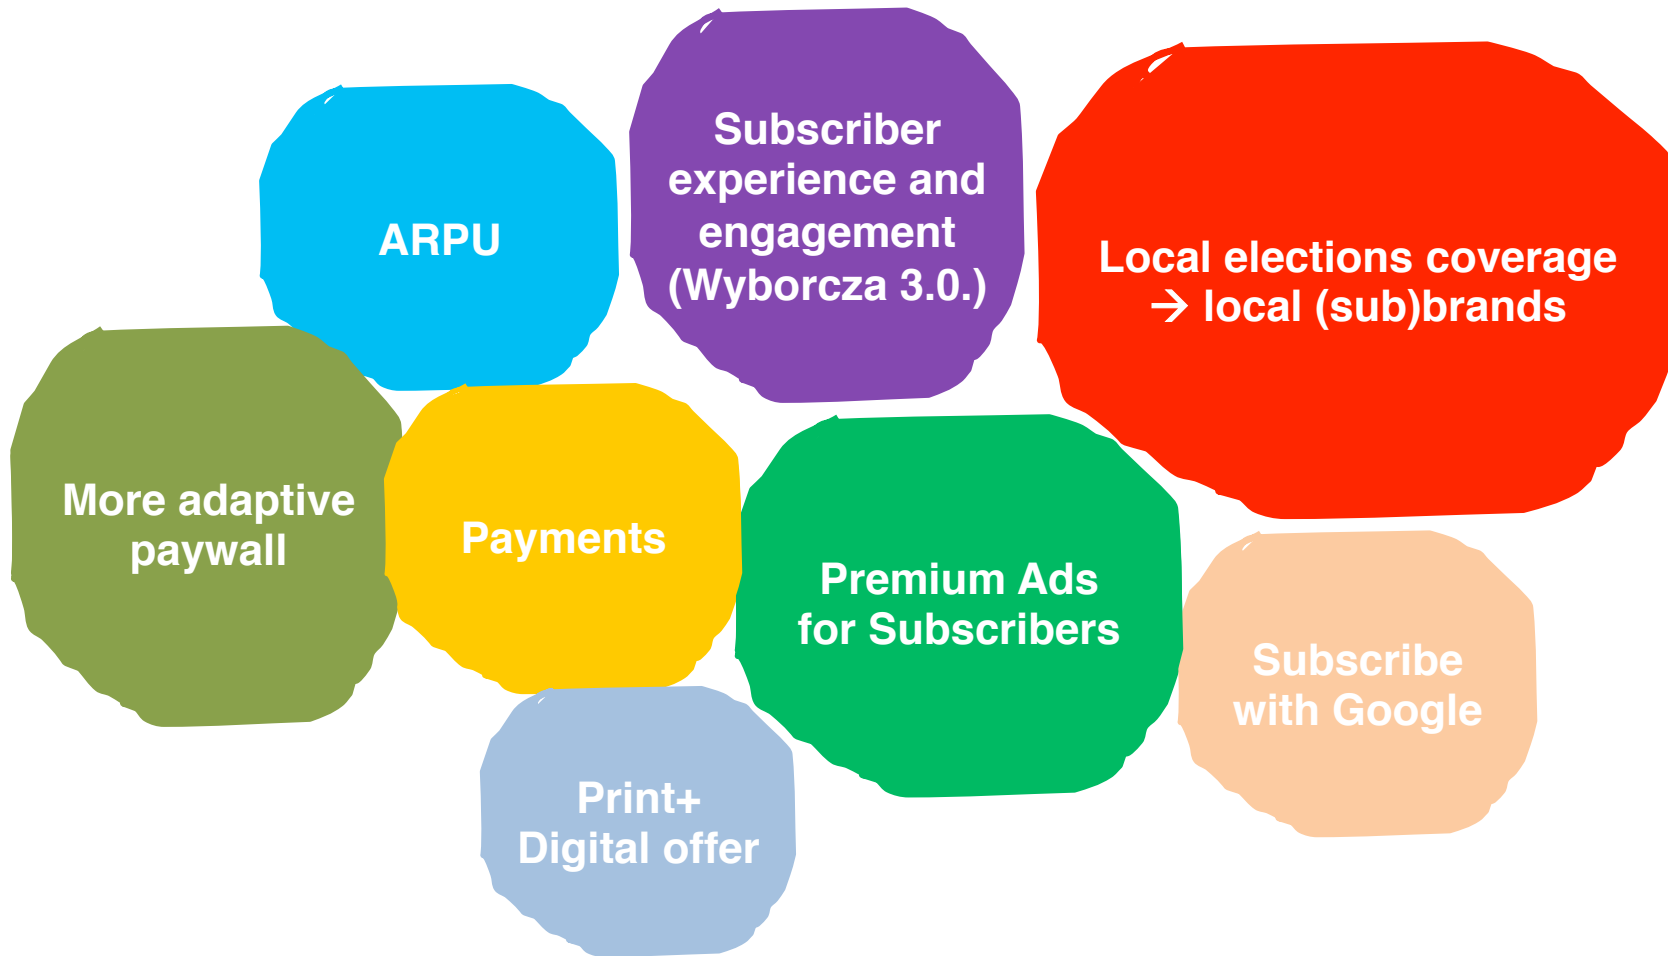 ARPU
Subscriber
experience and
engagement
(Wyborcza 3.0.)
Local elections coverage
→ local (sub)brands
More adaptive
paywall
Payments
Premium Ads
for Subscribers
Subscribe
with Google
Print+
Digital offer